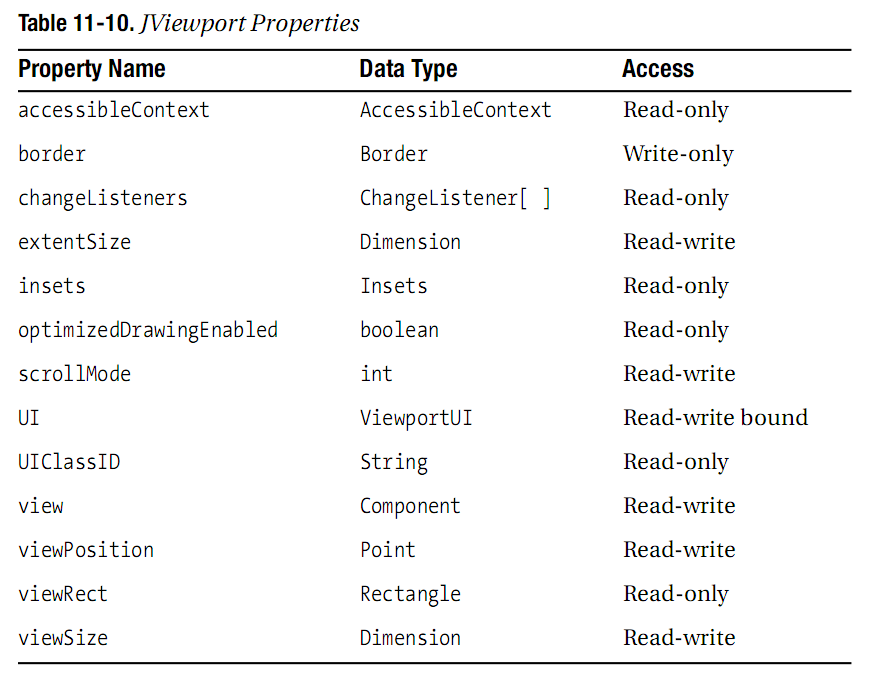 Table 11-10. JViewport Properties
Property Name Data Type Access
accessibleContext AccessibleContext Read-only
border Border Write-only
changeListeners ChangeListener[ ] Read-only
extentSize Dimension Read-write
insets Insets Read-only
optimizedDrawingEnabled boolean Read-only
scrollMode int Read-write
UI ViewportUI Read-write bound
UIClassID String Read-only
view Component Read-write
viewPosition Point Read-write
viewRect Rectangle Read-only
viewSize Dimension Read-write